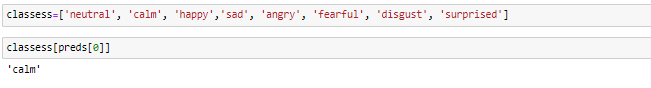 classess=['neutral', 'calm', 'happy','sad', 'angry', 'fearful', 'disgust', 'surprised']
classess[preds[0]]
'calm'